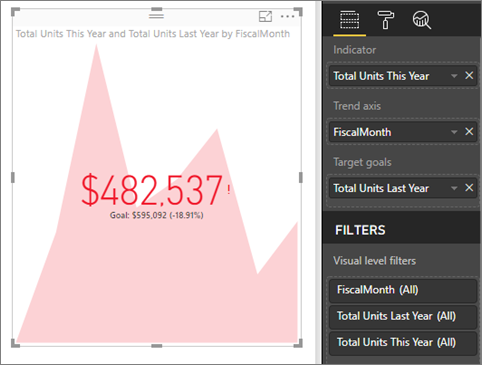 Total Units This Year and Total Units Last Year by FiscalMonth
$482,537!
Goal: $595,092 (-18.91%)
Indicator
Total Units This Year
Trend axis
FiscalMonth
Target goals
Total Units Last Year
FILTERS
Visual level filters
FiscalMonth (All)
Total Units Last Year (All)
Total Units This Year (All)